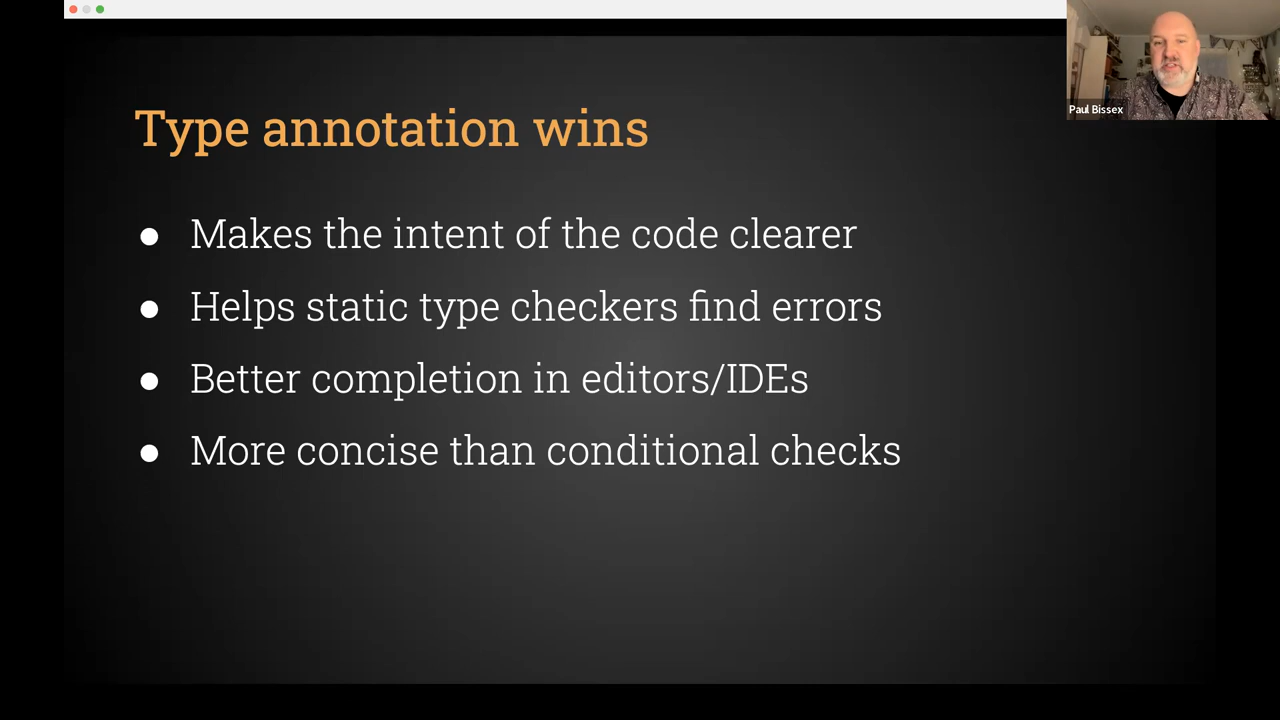 Type annotation wins
● Makes the intent of the code clearer
● Helps static type checkers find errors
● Better completion in editors/IDEs
● More concise than conditional checks
Paul Bissex